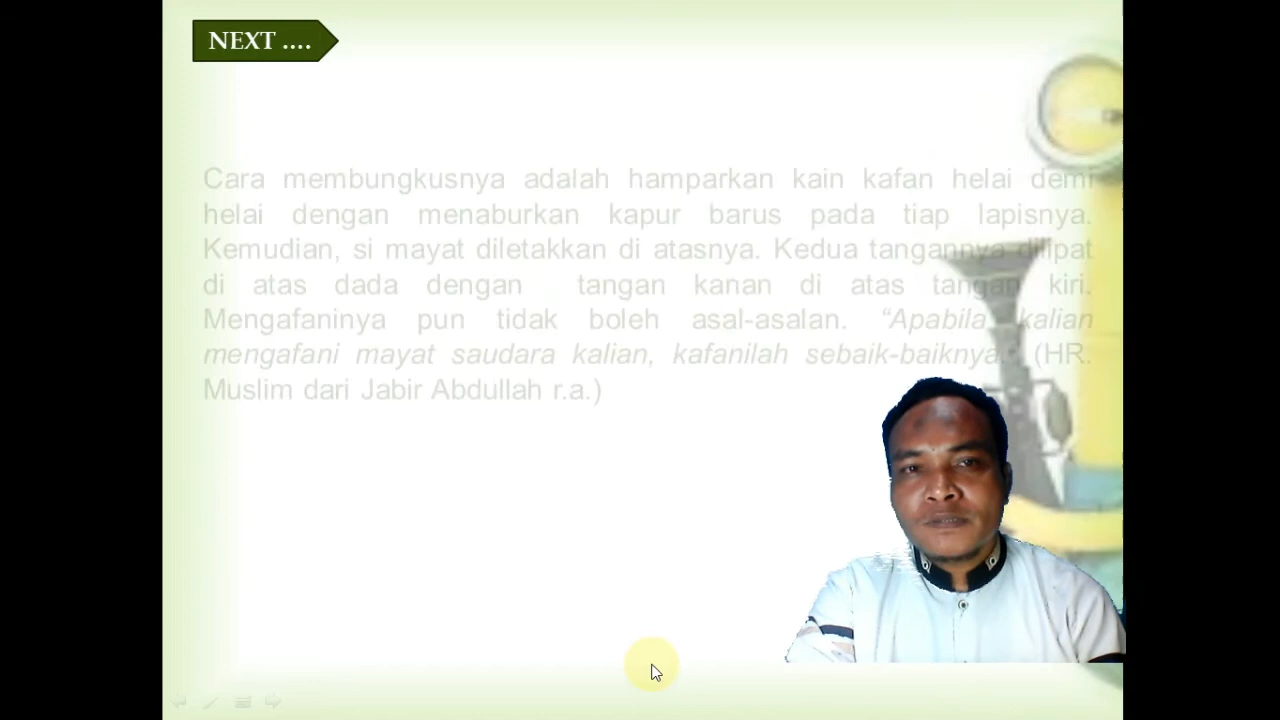 NEXT ....
Cara membungkusnya adalah hamparkan kain kafan helai demi
helai dengan menaburkan kapur barus pada tiap lapisnya.
Kemudian, si mayat diletakkan di atasnya. Kedua tangannya dilipat
di atas dada dengan tangan kanan di atas tangan kiri.
Mengafaninya pun tidak boleh asal-asalan. “Apabila kalian
mengafani mayat saudara kalian, kafanilah sebaik-baiknya.” (HR.
Muslim dari Jabir Abdullah r.a.)